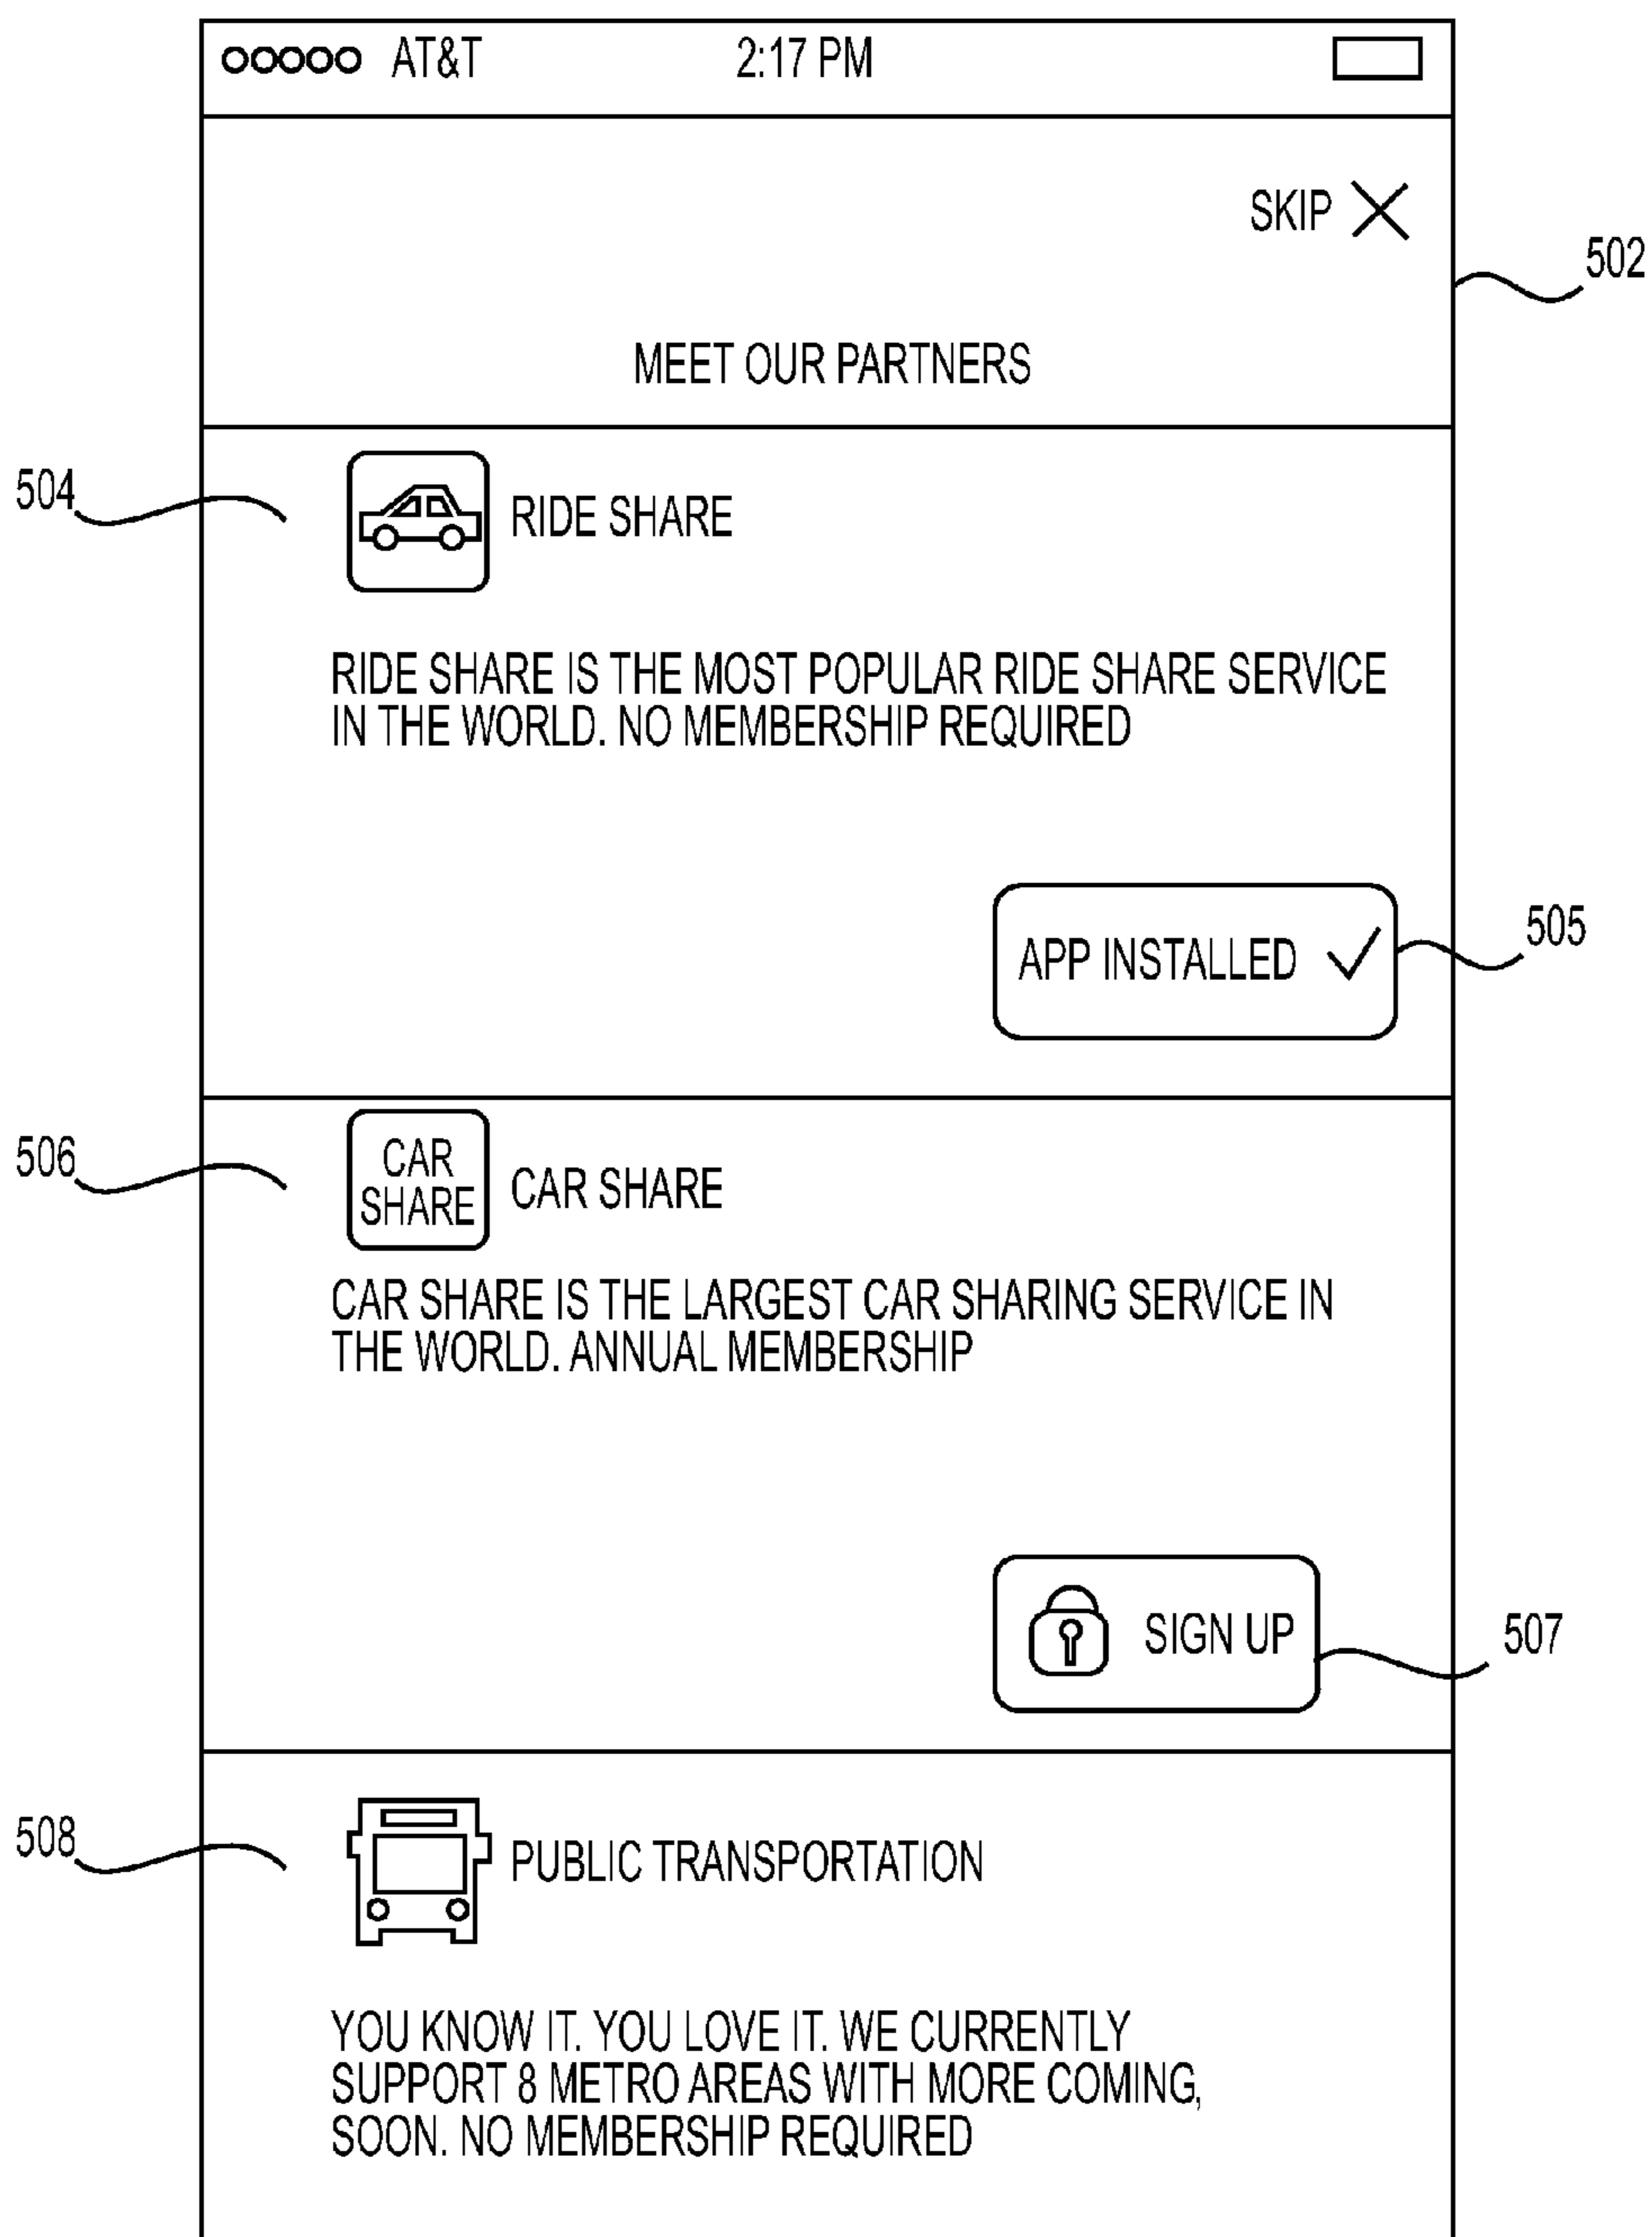 AT&T 2:17 PM
SKIP
502
MEET OUR PARTNERS
504
RIDE SHARE
RIDE SHARE IS THE MOST POPULAR RIDE SHARE SERVICE
IN THE WORLD. NO MEMBERSHIP REQUIRED
505
APP INSTALLED
506
CAR
SHARE
CAR SHARE
CAR SHARE IS THE LARGEST CAR SHARING SERVICE IN
THE WORLD. ANNUAL MEMBERSHIP
SIGN UP
507
508
PUBLIC TRANSPORTATION
YOU KNOW IT. YOU LOVE IT. WE CURRENTLY
SUPPORT 8 METRO AREAS WITH MORE COMING,
SOON. NO MEMBERSHIP REQUIRED